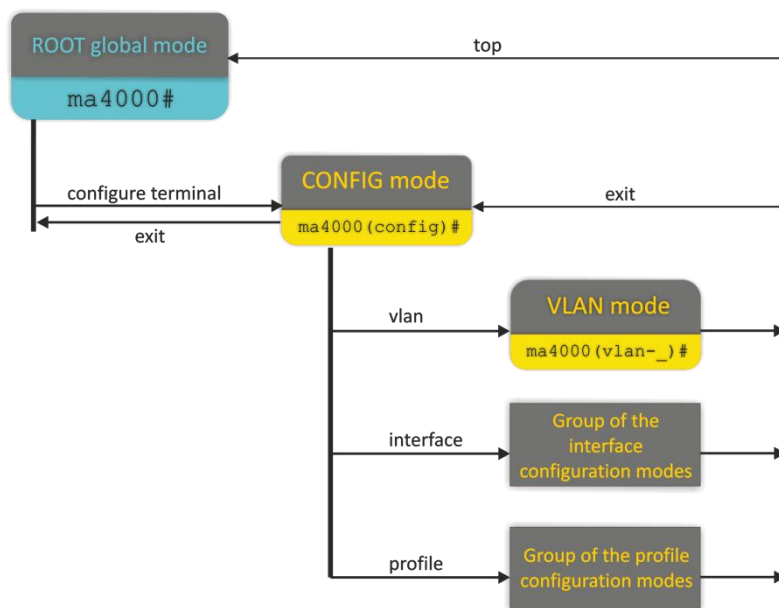 ROOT global mode
top
ma4000#
CONFIG mode
configure terminal
exit
exit
ma4000(config)#
VLAN mode
vlan
ma4000(vlan-_)#
Group of the
interface
interface
configuration modes
Group of the profile
profile
configuration modes